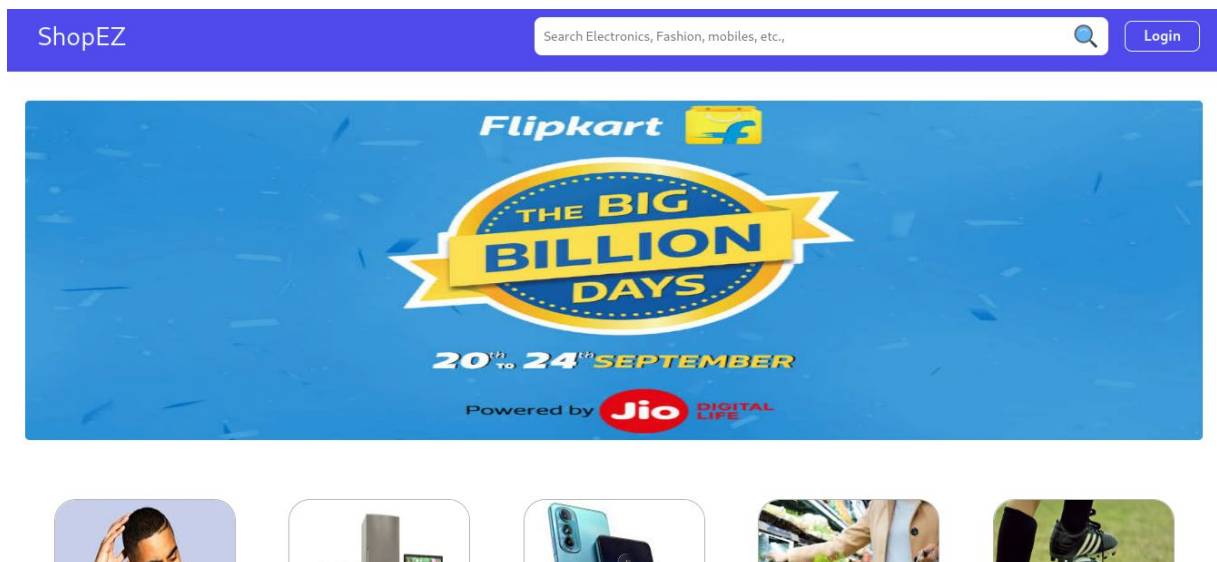 ShopEZ
Search Electronics, Fashion, mobiles, etc.,
Login
Flipkart
THE BIG
BILLION
DAYS
20th TO 24th SEPTEMBER
Powered by Jio DIGITAL
LIFE